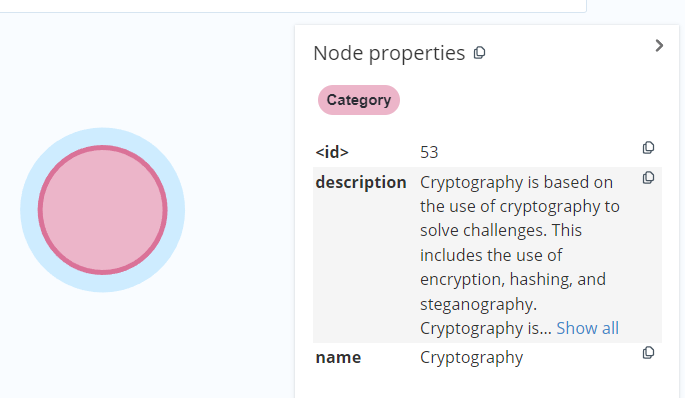 Node properties
Category
<id> 53
description Cryptography is based on
the use of cryptography to
solve challenges. This
includes the use of
encryption, hashing, and
steganography.
Cryptography is... Show all
name Cryptography